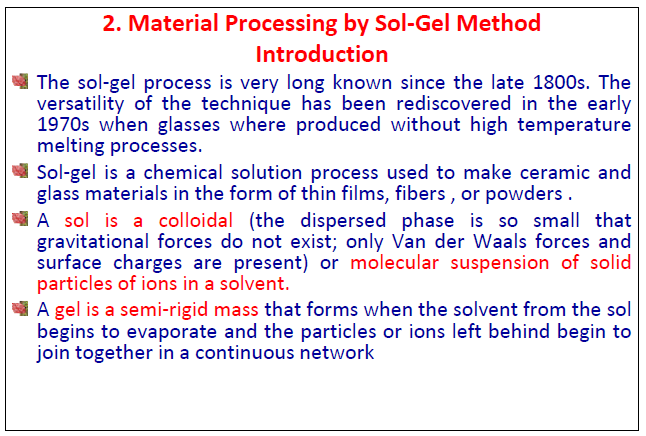 2. Material Processing by Sol-Gel Method
Introduction
The sol-gel process is very long known since the late 1800s. The
versatility of the technique has been rediscovered in the early
1970s when glasses where produced without high temperature
melting processes.
Sol-gel is a chemical solution process used to make ceramic and
glass materials in the form of thin films, fibers , or powders .
A sol is a colloidal (the dispersed phase is so small that
gravitational forces do not exist; only Van der Waals forces and
surface charges are present) or molecular suspension of solid
particles of ions in a solvent.
A gel is a semi-rigid mass that forms when the solvent from the sol
begins to evaporate and the particles or ions left behind begin to
join together in a continuous network